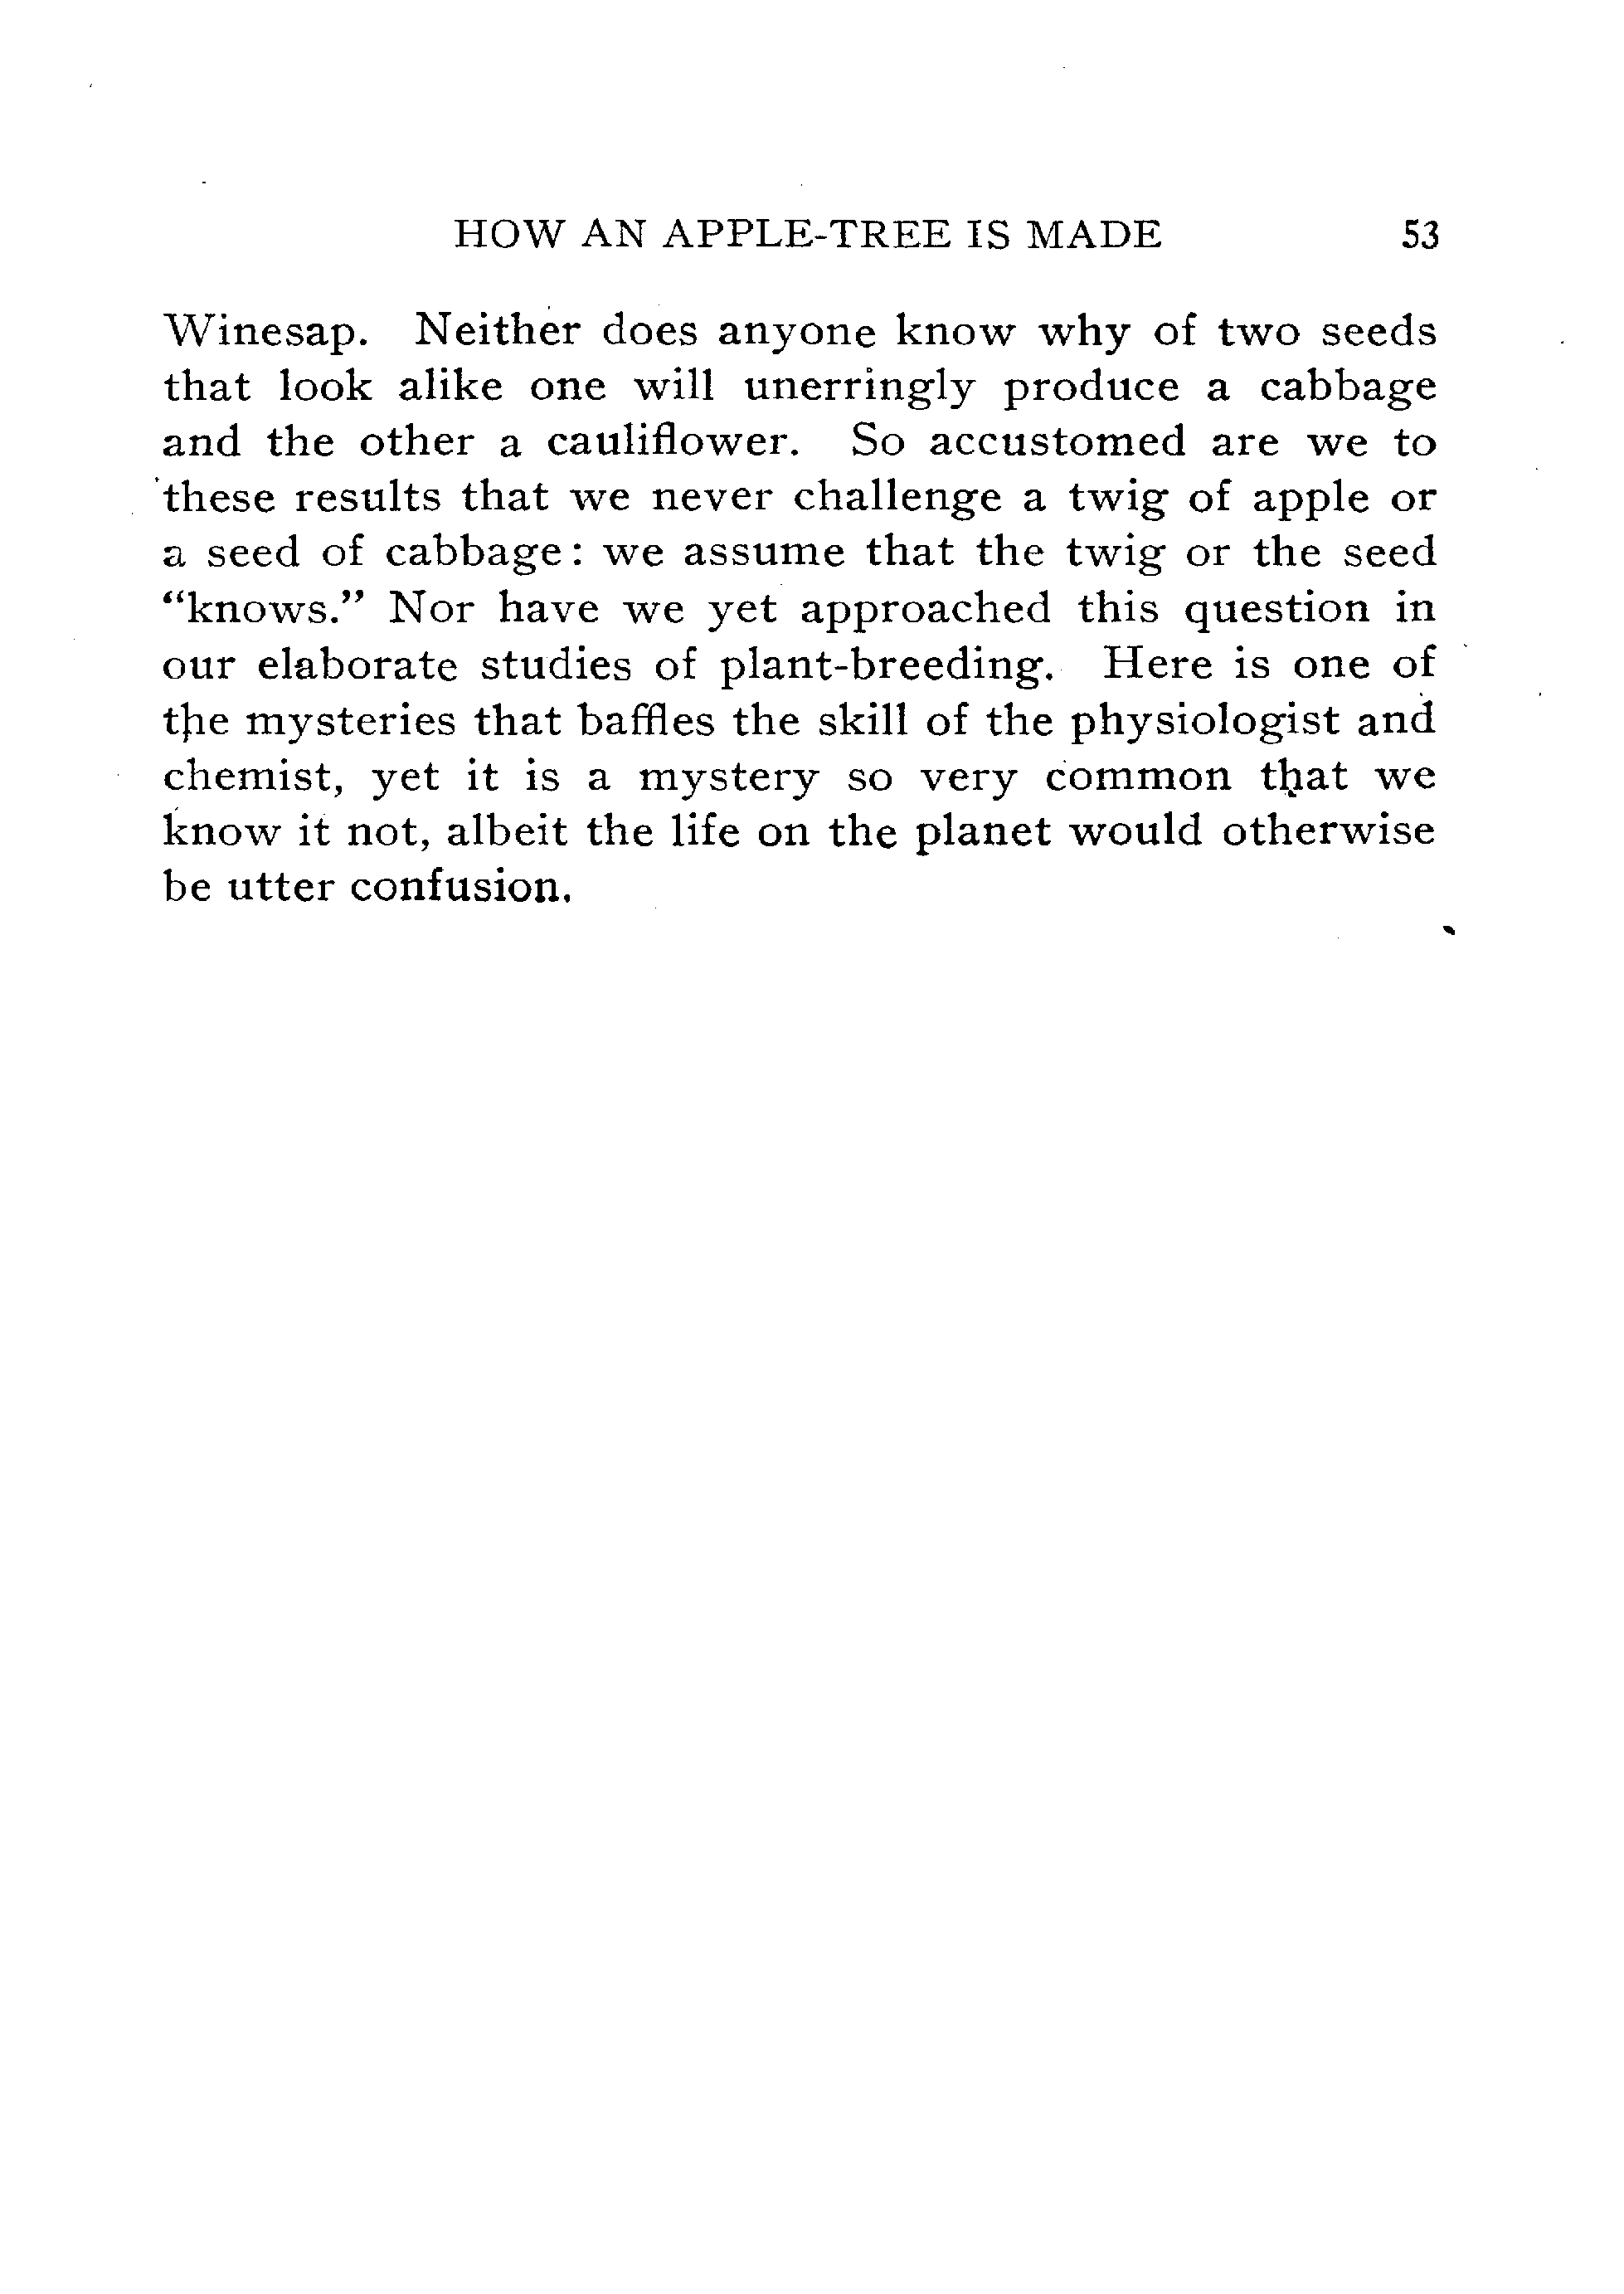 HOW AN APPLE-TREE IS MADE 53
Winesap. Neither does anyone know why of two seeds
that look alike one will unerringly produce a cabbage
and the other a cauliflower. So accustomed are we to
these results that we never challenge a twig of apple or
a seed of cabbage: we assume that the twig or the seed
“knows.” Nor have we yet approached this question in
our elaborate studies of plant-breeding. Here is one of
the mysteries that baffles the skill of the physiologist and
chemist, yet it is a mystery so very common that we
know it not, albeit the life on the planet would otherwise
be utter confusion.